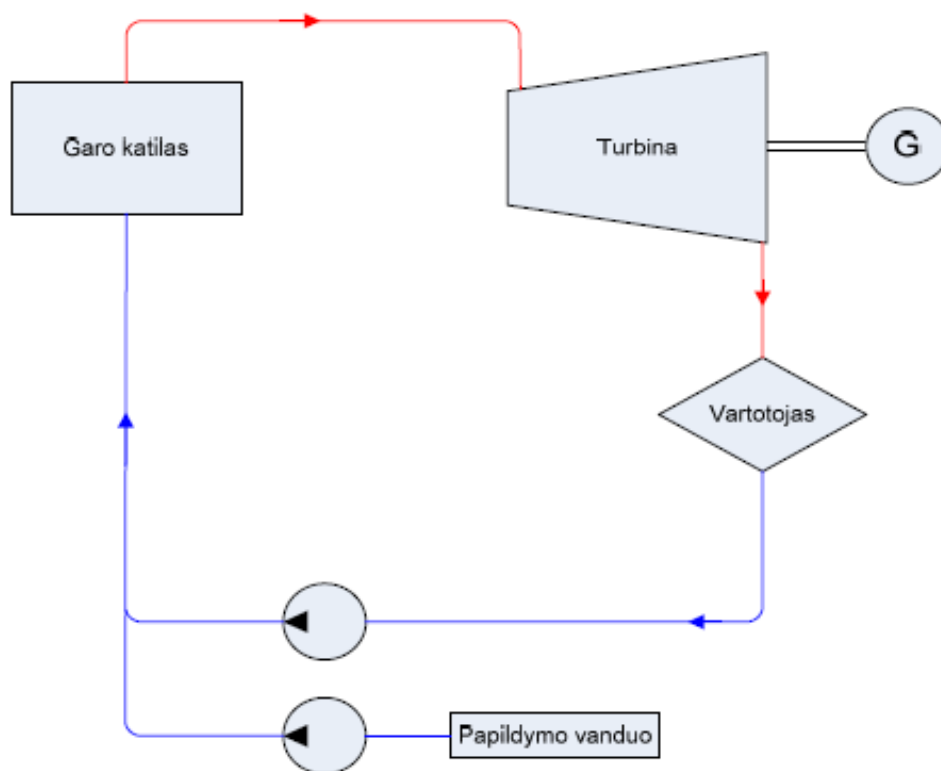 Garo katilas
Turbina
G
Vartotojas
Papildymo vanduo